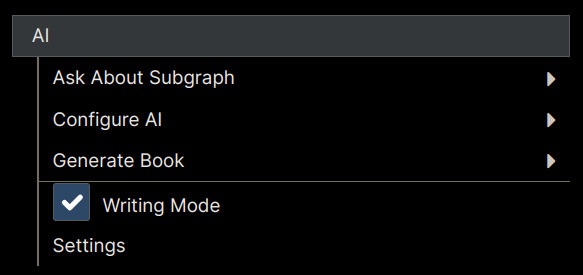 AI
Ask About Subgraph
Configure AI
Generate Book
Writing Mode
Settings